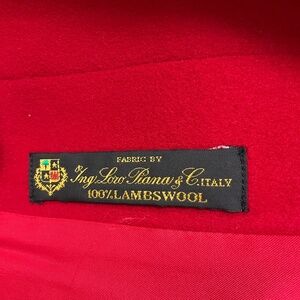 FABRIC BY
Ing. Loro Piana & C. ITALY
100% LAMBSWOOL